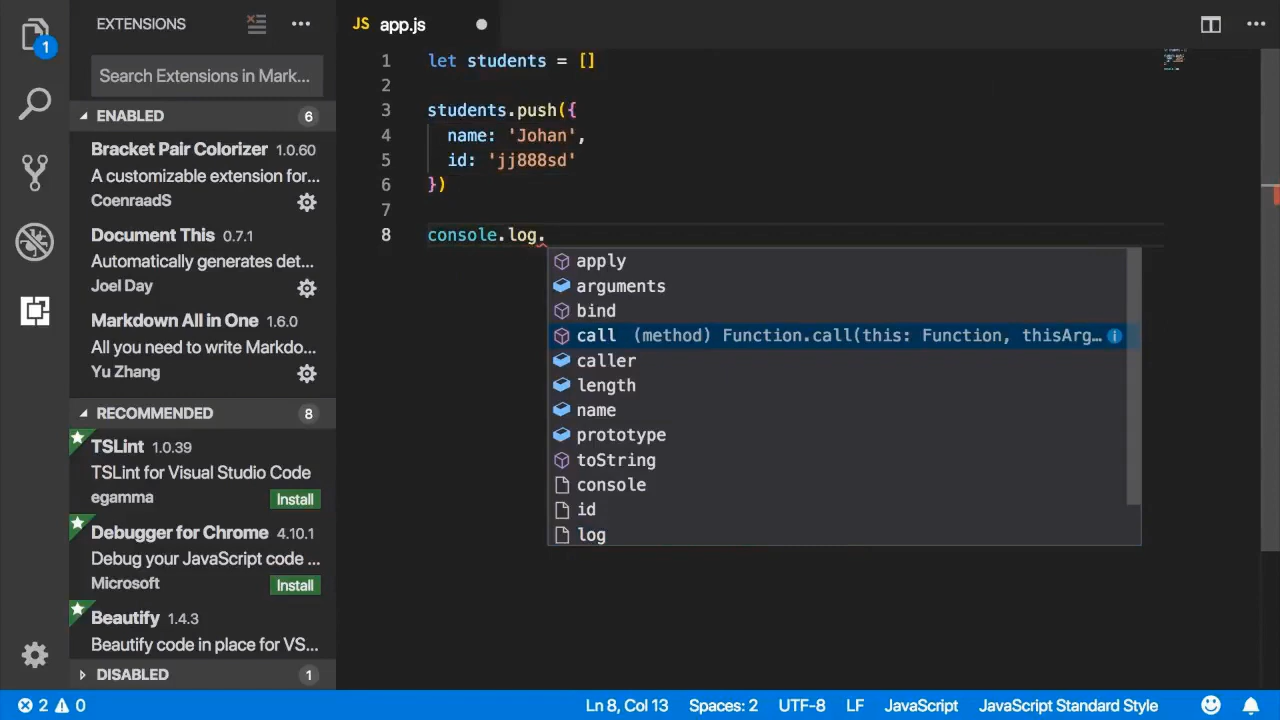 EXTENSIONS
1
Search Extensions in Mark...
ENABLED 6
Bracket Pair Colorizer 1.0.60
A customizable extension for...
CoenraadS
Document This 0.7.1
Automatically generates det...
Joel Day
Markdown All in One 1.6.0
All you need to write Markdo...
Yu Zhang
RECOMMENDED 8
TSLint 1.0.39
TSLint for Visual Studio Code
egamma Install
Debugger for Chrome 4.10.1
Debug your JavaScript code ...
Microsoft Install
Beautify 1.4.3
Beautify code in place for VS...
DISABLED 1
JS app.js
1 let students = []
2
3 students.push({
4 name: 'Johan',
5 id: 'jj888sd'
6 })
7
8 console.log.
apply
arguments
bind
call (method) Function.call(this: Function, thisArg...
caller
length
name
prototype
toString
console
id
log
2 0 Ln 8, Col 13 Spaces: 2 UTF-8 LF JavaScript JavaScript Standard Style